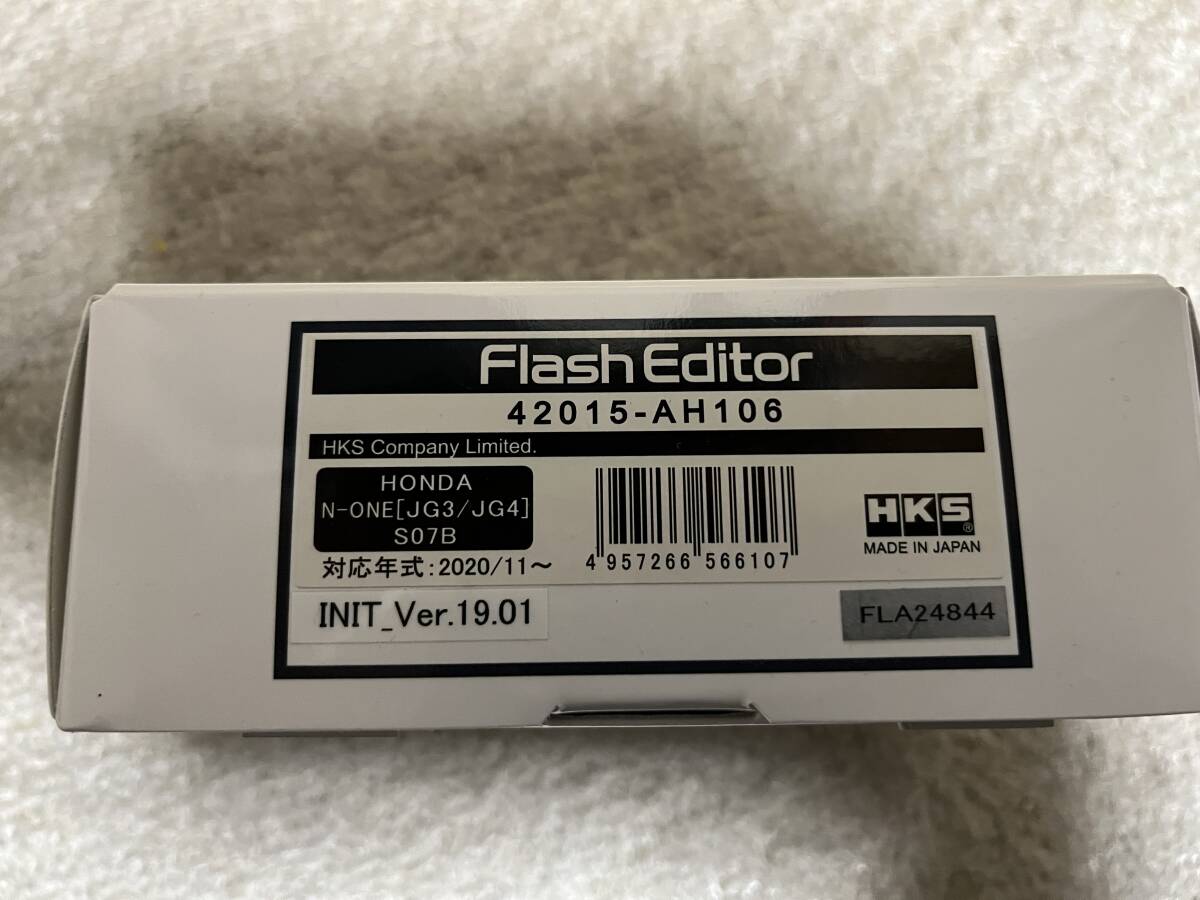 Flash Editor
42015-AH106
HKS Company Limited.
HONDA
N-ONE[JG3/JG4]
S07B
対応年式:2020/11～
4 957266 566107
HKS®
MADE IN JAPAN
INIT_Ver.19.01
FLA24844